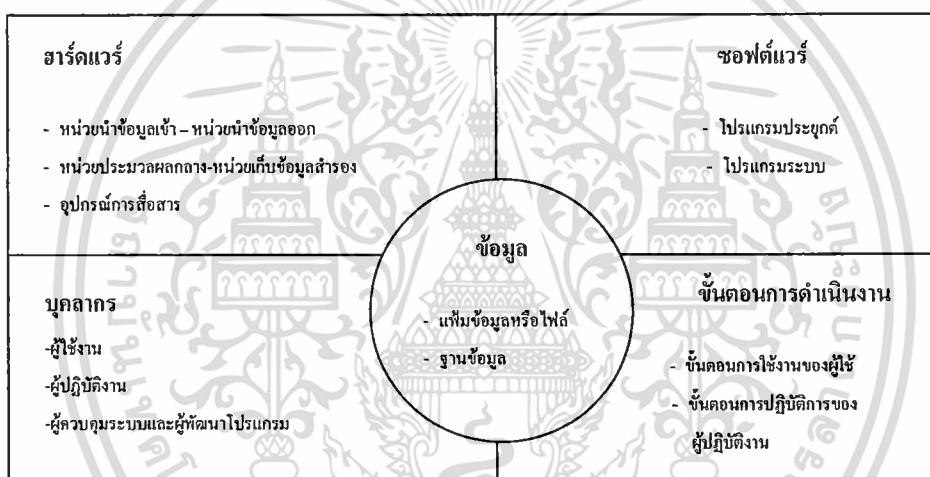 ฮาร์ดแวร์
- หน่วยนำข้อมูลเข้า – หน่วยนำข้อมูลออก
- หน่วยประมวลผลกลาง-หน่วยเก็บข้อมูลสำรอง
- อุปกรณ์การสื่อสาร
ซอฟต์แวร์
- โปรแกรมประยุกต์
- โปรแกรมระบบ
ข้อมูล
- แฟ้มข้อมูลหรือไฟล์
- ฐานข้อมูล
บุคลากร
-ผู้ใช้งาน
-ผู้ปฏิบัติงาน
-ผู้ควบคุมระบบและผู้พัฒนาโปรแกรม
ขั้นตอนการดำเนินงาน
- ขั้นตอนการใช้งานของผู้ใช้
- ขั้นตอนการปฏิบัติการของ
ผู้ปฏิบัติงาน